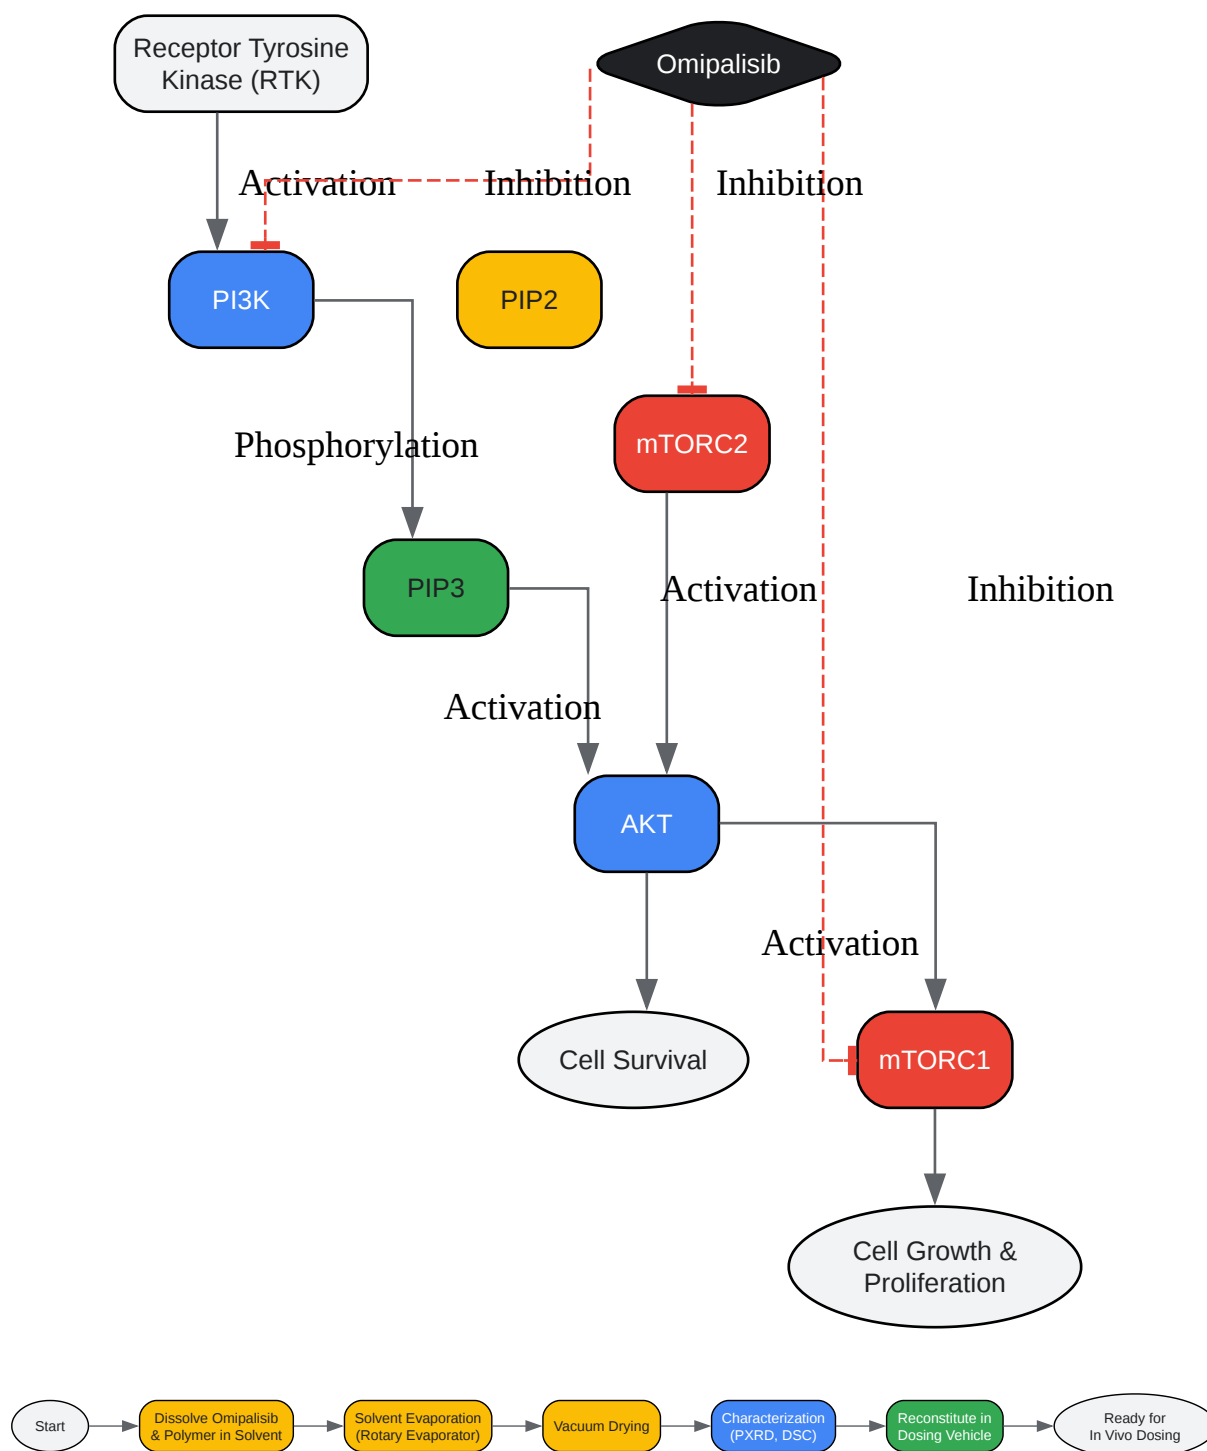 Receptor Tyrosine
Kinase (RTK)
Omipalisib
Activation
Inhibition
Inhibition
PI3K
PIP2
Phosphorylation
mTORC2
PIP3
Activation
Inhibition
Activation
AKT
Activation
Cell Survival
mTORC1
Cell Growth &
Proliferation
Start
Dissolve Omipalisib
& Polymer in Solvent
Solvent Evaporation
(Rotary Evaporator)
Vacuum Drying
Characterization
(PXRD, DSC)
Reconstitute in
Dosing Vehicle
Ready for
In Vivo Dosing